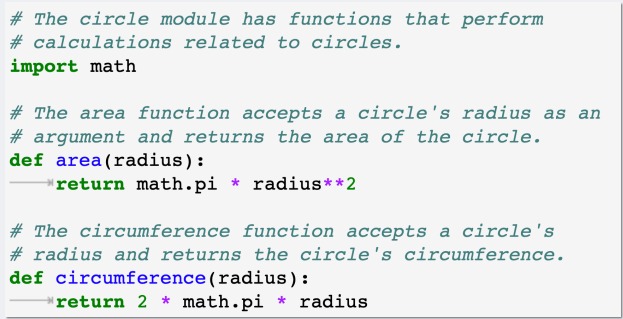 # The circle module has functions that perform
# calculations related to circles.
import math
# The area function accepts a circle's radius as an
# argument and returns the area of the circle.
def area(radius):
return math.pi * radius**2
# The circumference function accepts a circle's
# radius and returns the circle's circumference.
def circumference(radius):
return 2 * math.pi * radius